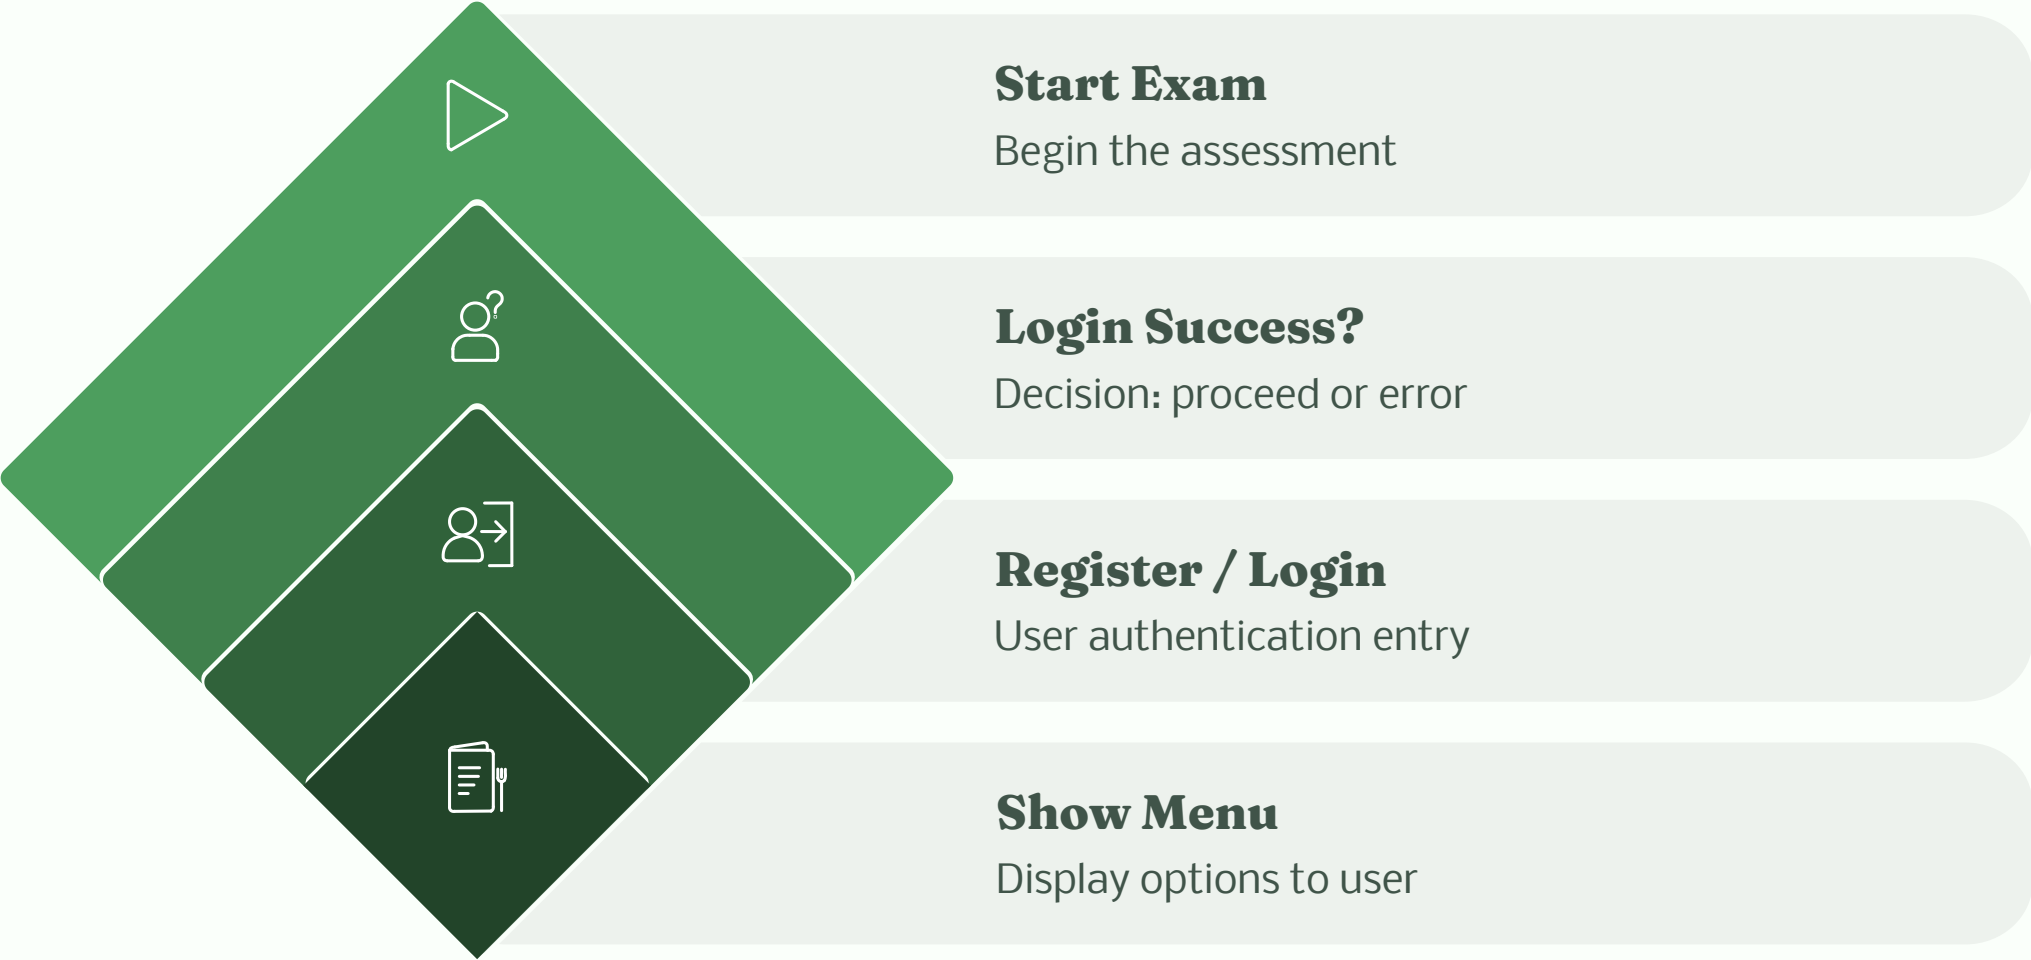 Start Exam
Begin the assessment
Login Success?
Decision: proceed or error
Register / Login
User authentication entry
Show Menu
Display options to user